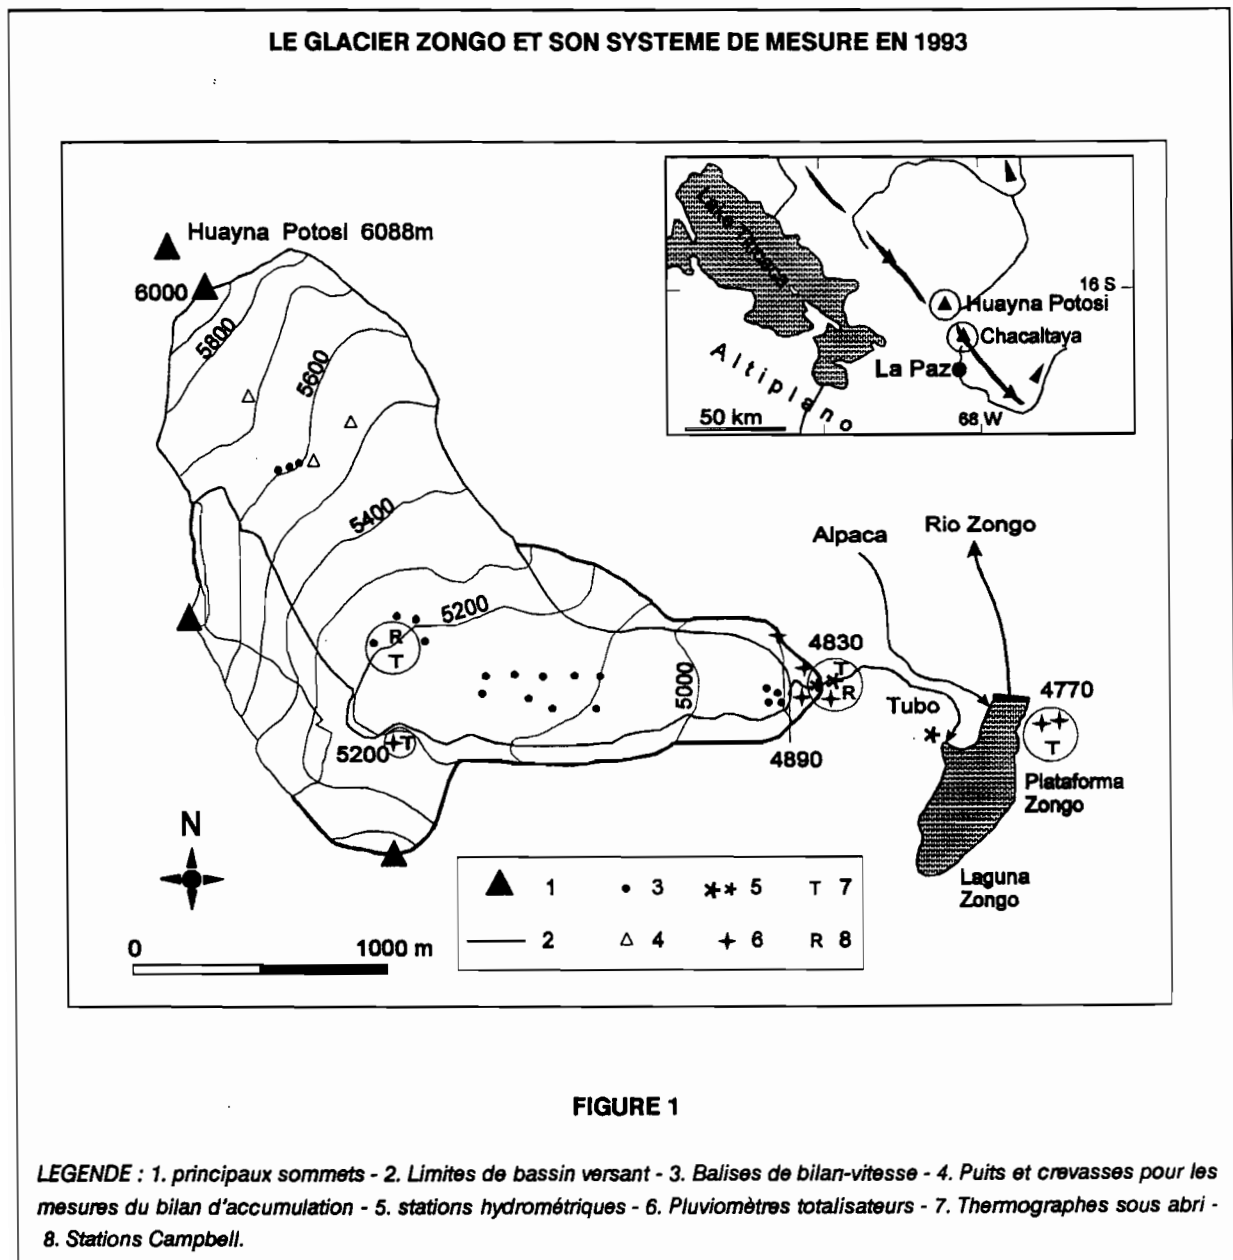 LE GLACIER ZONGO ET SON SYSTEME DE MESURE EN 1993
Huayna Potosi 6088m
6000
5800
5600
5400
5200
5000
5200
4890
4830
4770
R
T
T
T
R
T
Alpaca
Rio Zongo
Tubo
Plataforma
Zongo
Laguna
Zongo
Lake Titicaca
Altiplano
16 S
Huayna Potosi
Chacaltaya
La Paz
68 W
50 km
N
0 1000 m
1 3 5 T 7
2 4 6 R 8
FIGURE 1
LEGENDE : 1. principaux sommets - 2. Limites de bassin versant - 3. Balises de bilan-vitesse - 4. Puits et crevasses pour les
mesures du bilan d'accumulation - 5. stations hydrométriques - 6. Pluviomètres totalisateurs - 7. Thermographes sous abri -
8. Stations Campbell.